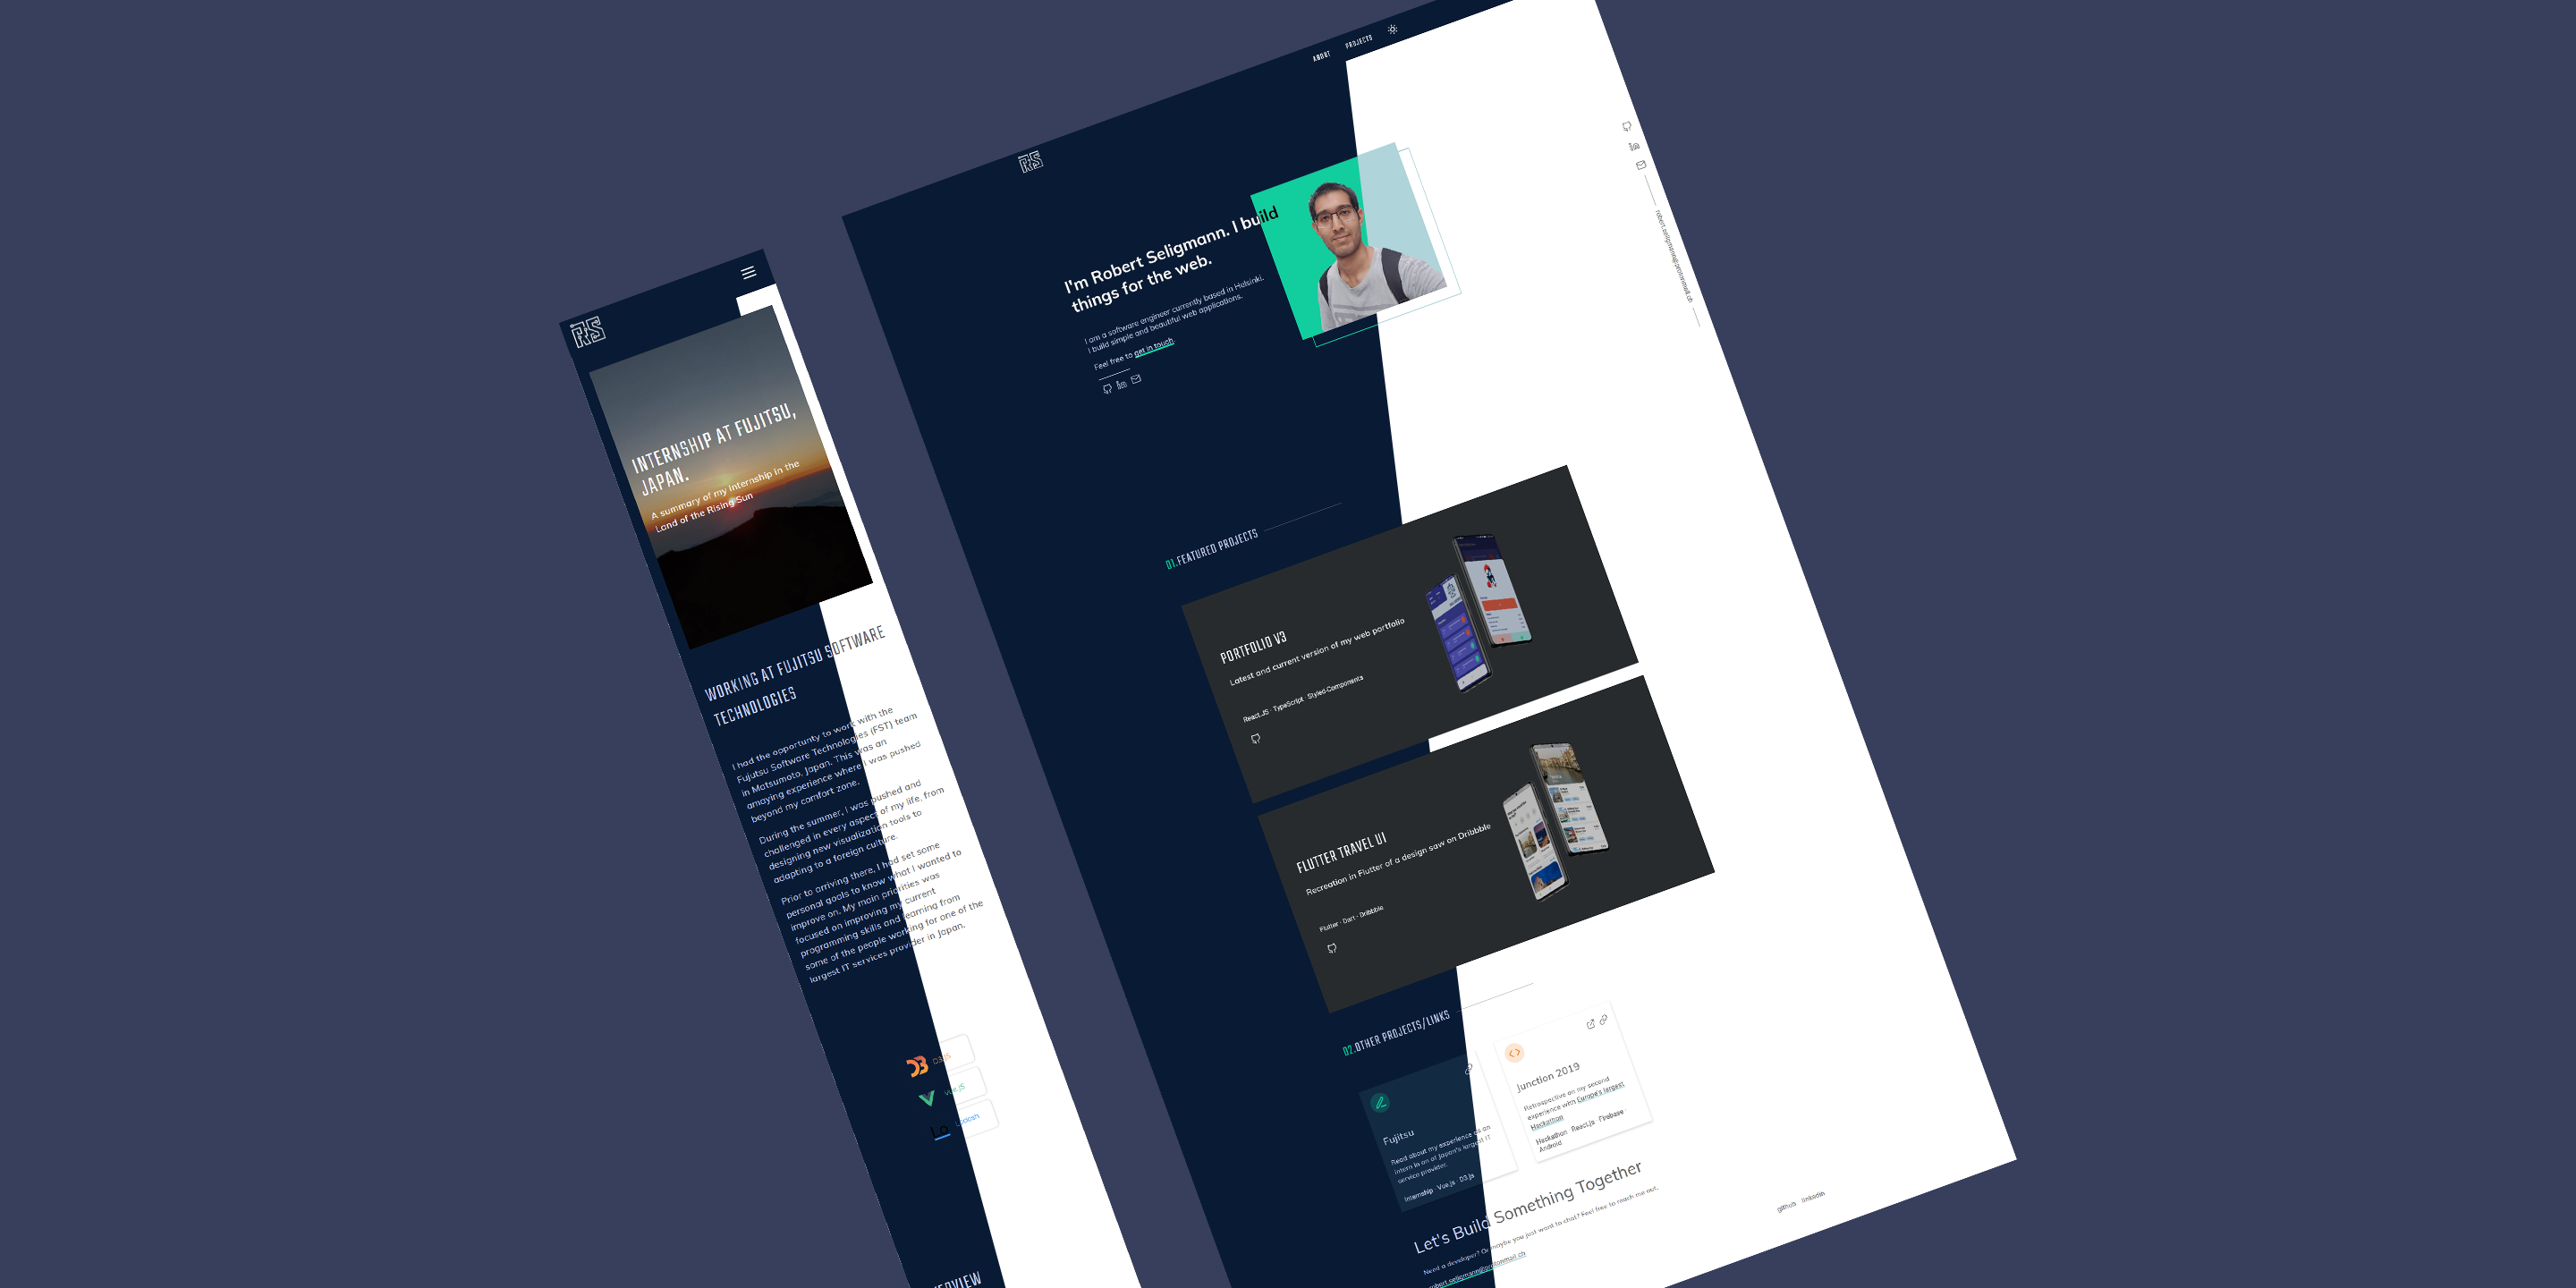 RS
INTERNSHIP AT FUJITSU,
JAPAN.
A summary of my internship in the
Land of the Rising Sun
WORKING AT FUJITSU SOFTWARE
TECHNOLOGIES
I had the opportunty to work with the
Fujutsu Software Technologies (FST) team
in Matsumoto, Japan. This was an
amaying experience where I was pushed
beyond my comfort zone.
During the summer, I was pushed and
challenged in every aspect of my life, from
designing new visualization tools to
adapting to a foreign culture.
Prior to arriving there, I had set some
personal goals to know what I wanted to
improve on. My main priorities was
focused on improving my current
programming skills and learning from
some of the people working for one of the
largest IT services provider in Japan.
D3.JS
Vue.JS
Lo Lodash
ABOUT PROJECTS
RS
I'm Robert Seligmann. I build
things for the web.
I am a software engineer currently based in Helsinki.
I build simple and beautiful web applications.
Feel free to get in touch
robert.seligmann@protonmail.ch
01.FEATURED PROJECTS
PORTFOLIO V3
Latest and current version of my web portfolio
React.JS · TypeScript · Styled-Components
FLUTTER TRAVEL UI
Recreation in Flutter of a design saw on Dribbble
Flutter · Dart · Dribbble
02.OTHER PROJECTS/LINKS
Fujitsu
Read about my experience as an
intern in on of Japan's largest IT
service provider.
Internship · Vue.js · D3.js
Junction 2019
Retrospective on my second
experience with Europe's largest
Hackathon
Hackathon · React.js · Firebase ·
Android
Let's Build Something Together
Need a developer? Or maybe you just want to chat? Feel free to reach me out.
robert.seligmann@protonmail.ch
github · linkedin